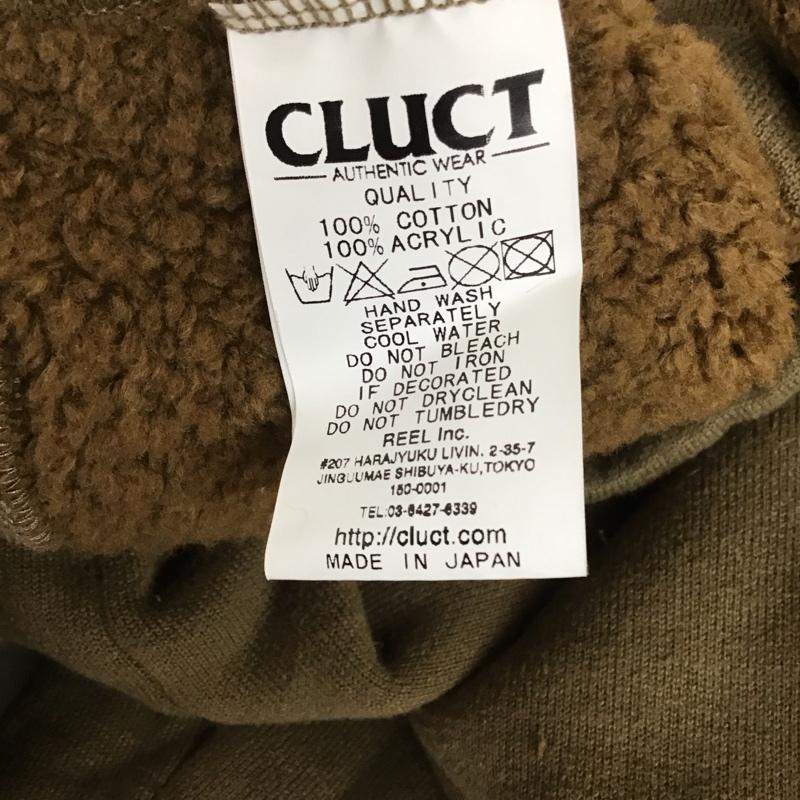 CLUCT
AUTHENTIC WEAR
QUALITY
100% COTTON
100% ACRYLIC
HAND WASH
SEPARATELY
COOL WATER
DO NOT BLEACH
DO NOT IRON
IF DECORATED
DO NOT DRYCLEAN
DO NOT TUMBLEDRY
REEL Inc.
#207 HARAJYUKU LIVIN. 2-35-7
JINGUUMAE SHIBUYA-KU,TOKYO
150-0001
TEL:03-6427-6339
http://cluct.com
MADE IN JAPAN